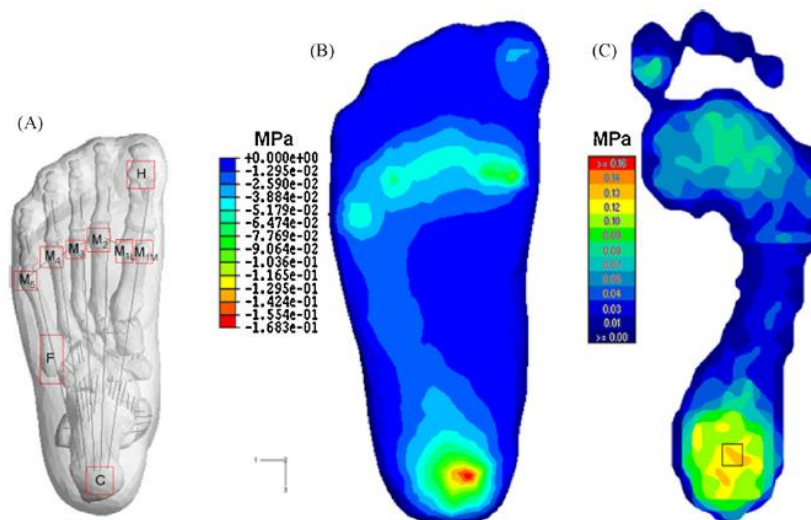 (A)
H
M2
M3
M1L
M1M
M4
M5
F
C
(B)
MPa
+0.000e+00
-1.295e-02
-2.590e-02
-3.884e-02
-5.179e-02
-6.474e-02
-7.769e-02
-9.064e-02
-1.036e-01
-1.165e-01
-1.295e-01
-1.424e-01
-1.554e-01
-1.683e-01
1
2
3
(C)
MPa
>= 0.16
0.14
0.13
0.12
0.10
0.09
0.08
0.07
0.05
0.04
0.03
0.01
>= 0.00